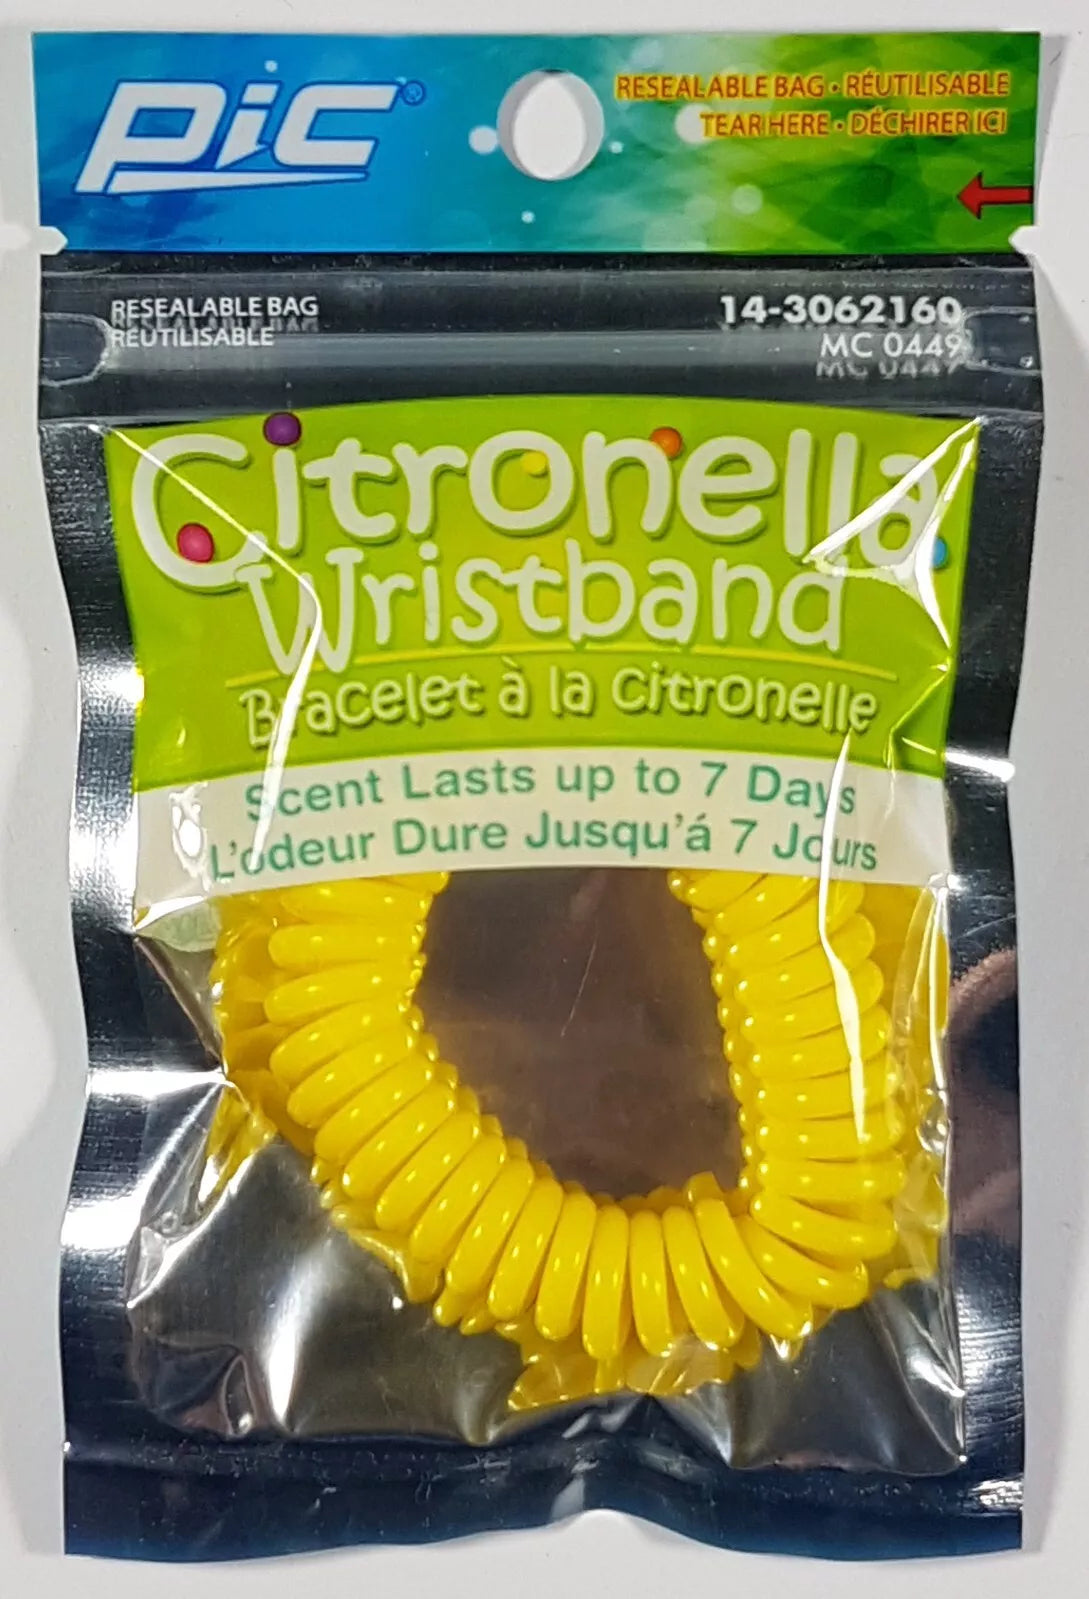 PiC®
RESEALABLE BAG • RÉUTILISABLE
TEAR HERE • DÉCHIRER ICI
RESEALABLE BAG
RÉUTILISABLE
14-3062160
MC 0449
Citronella
Wristband
Bracelet à la Citronelle
Scent Lasts up to 7 Days
L'odeur Dure Jusqu'á 7 Jours